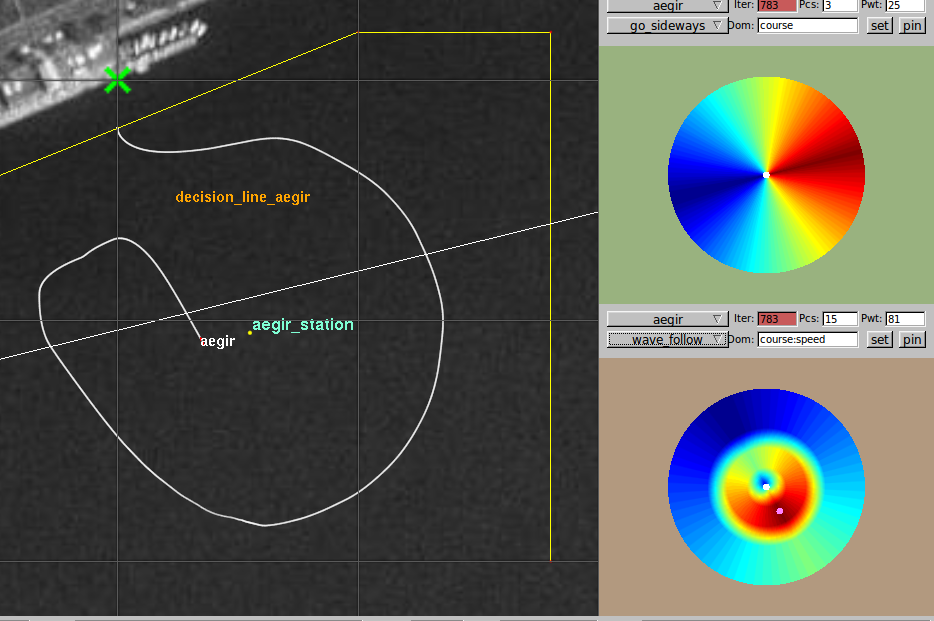 aegir Iter: 783 Pcs: 3 Pwt: 25
go_sideways Dom: course set pin
decision_line_aegir
aegir_station
aegir
aegir Iter: 783 Pcs: 15 Pwt: 81
wave_follow Dom: course:speed set pin